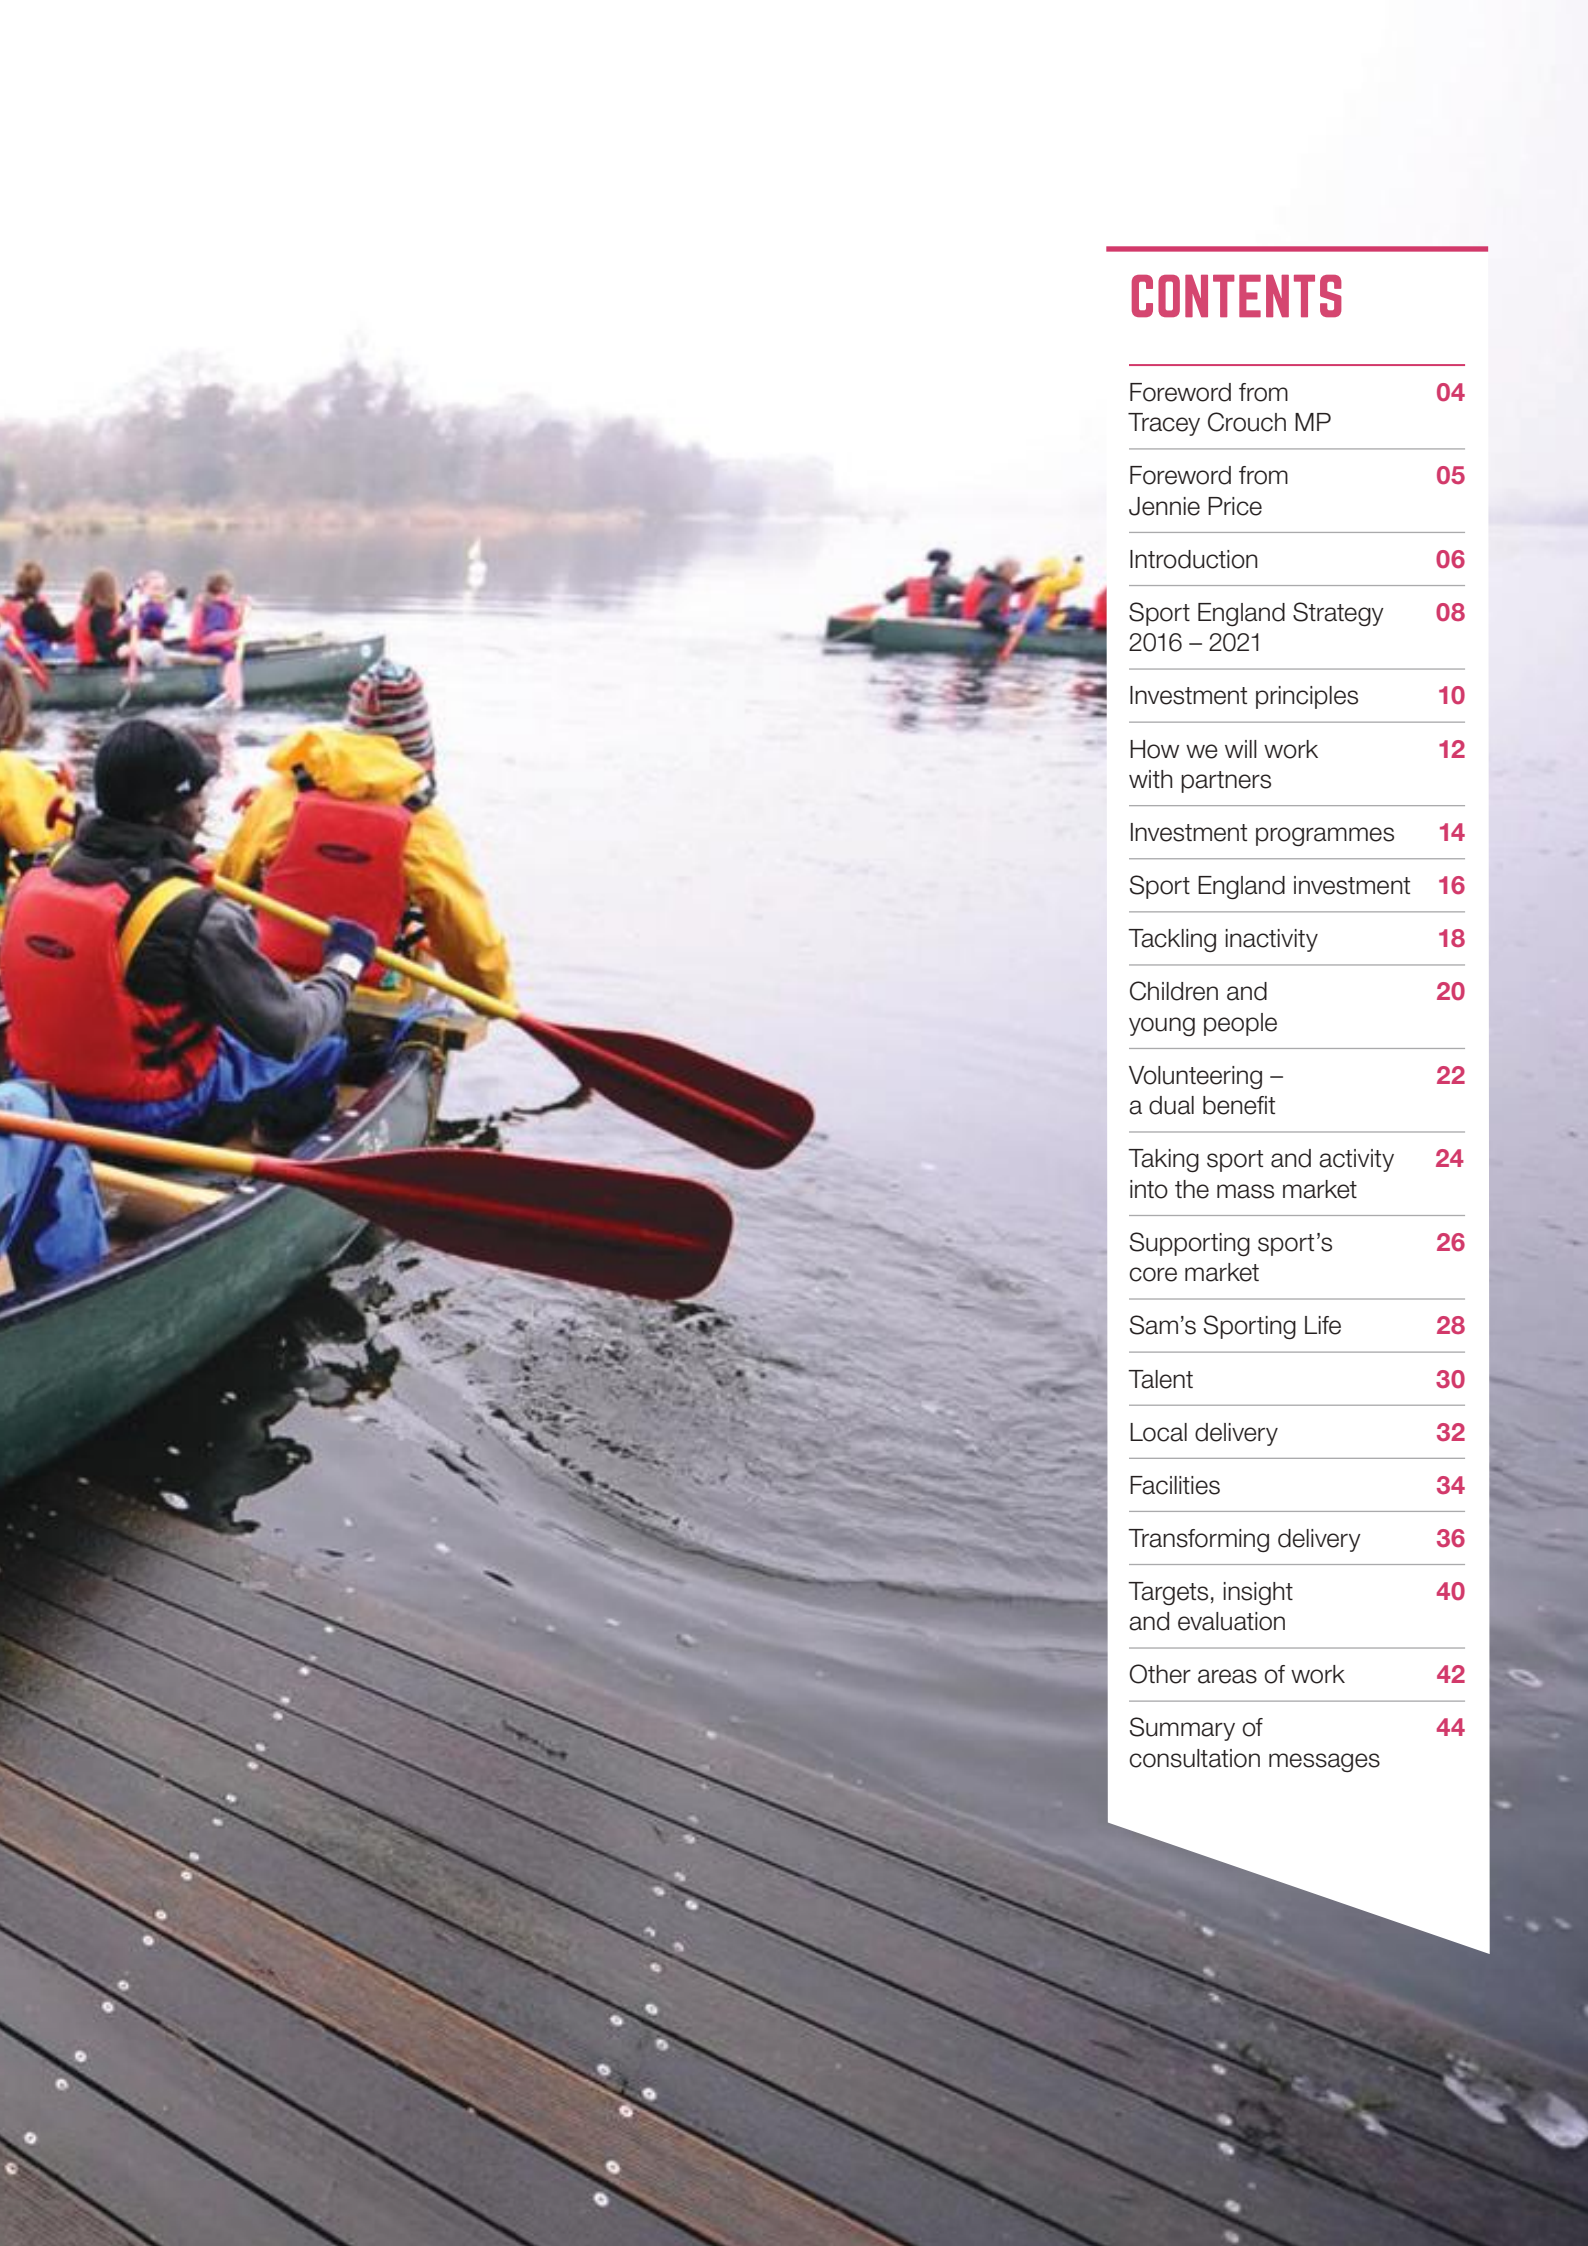 CONTENTS
Foreword from 04
Tracey Crouch MP
Foreword from 05
Jennie Price
Introduction 06
Sport England Strategy 08
2016 – 2021
Investment principles 10
How we will work 12
with partners
Investment programmes 14
Sport England investment 16
Tackling inactivity 18
Children and 20
young people
Volunteering – 22
a dual benefit
Taking sport and activity 24
into the mass market
Supporting sport’s 26
core market
Sam’s Sporting Life 28
Talent 30
Local delivery 32
Facilities 34
Transforming delivery 36
Targets, insight 40
and evaluation
Other areas of work 42
Summary of 44
consultation messages